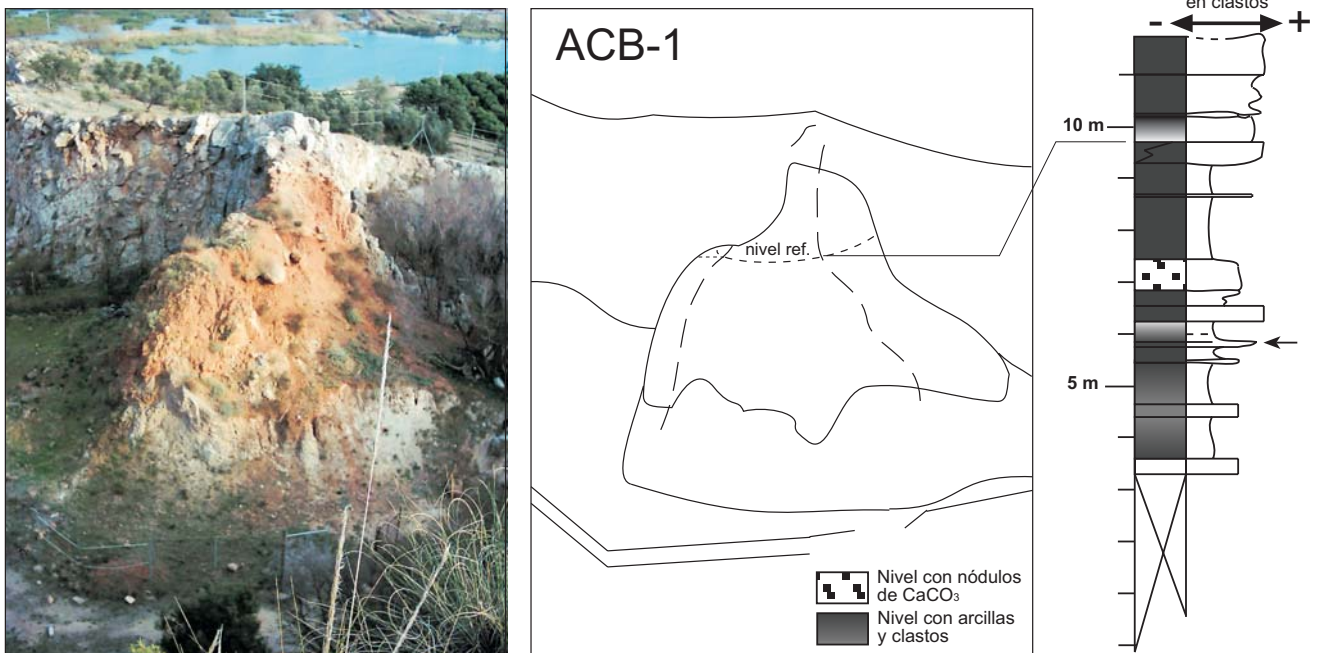 en clastos
- +
ACB-1
10 m
nivel ref.
5 m
Nivel con nódulos
de CaCO₃
Nivel con arcillas
y clastos